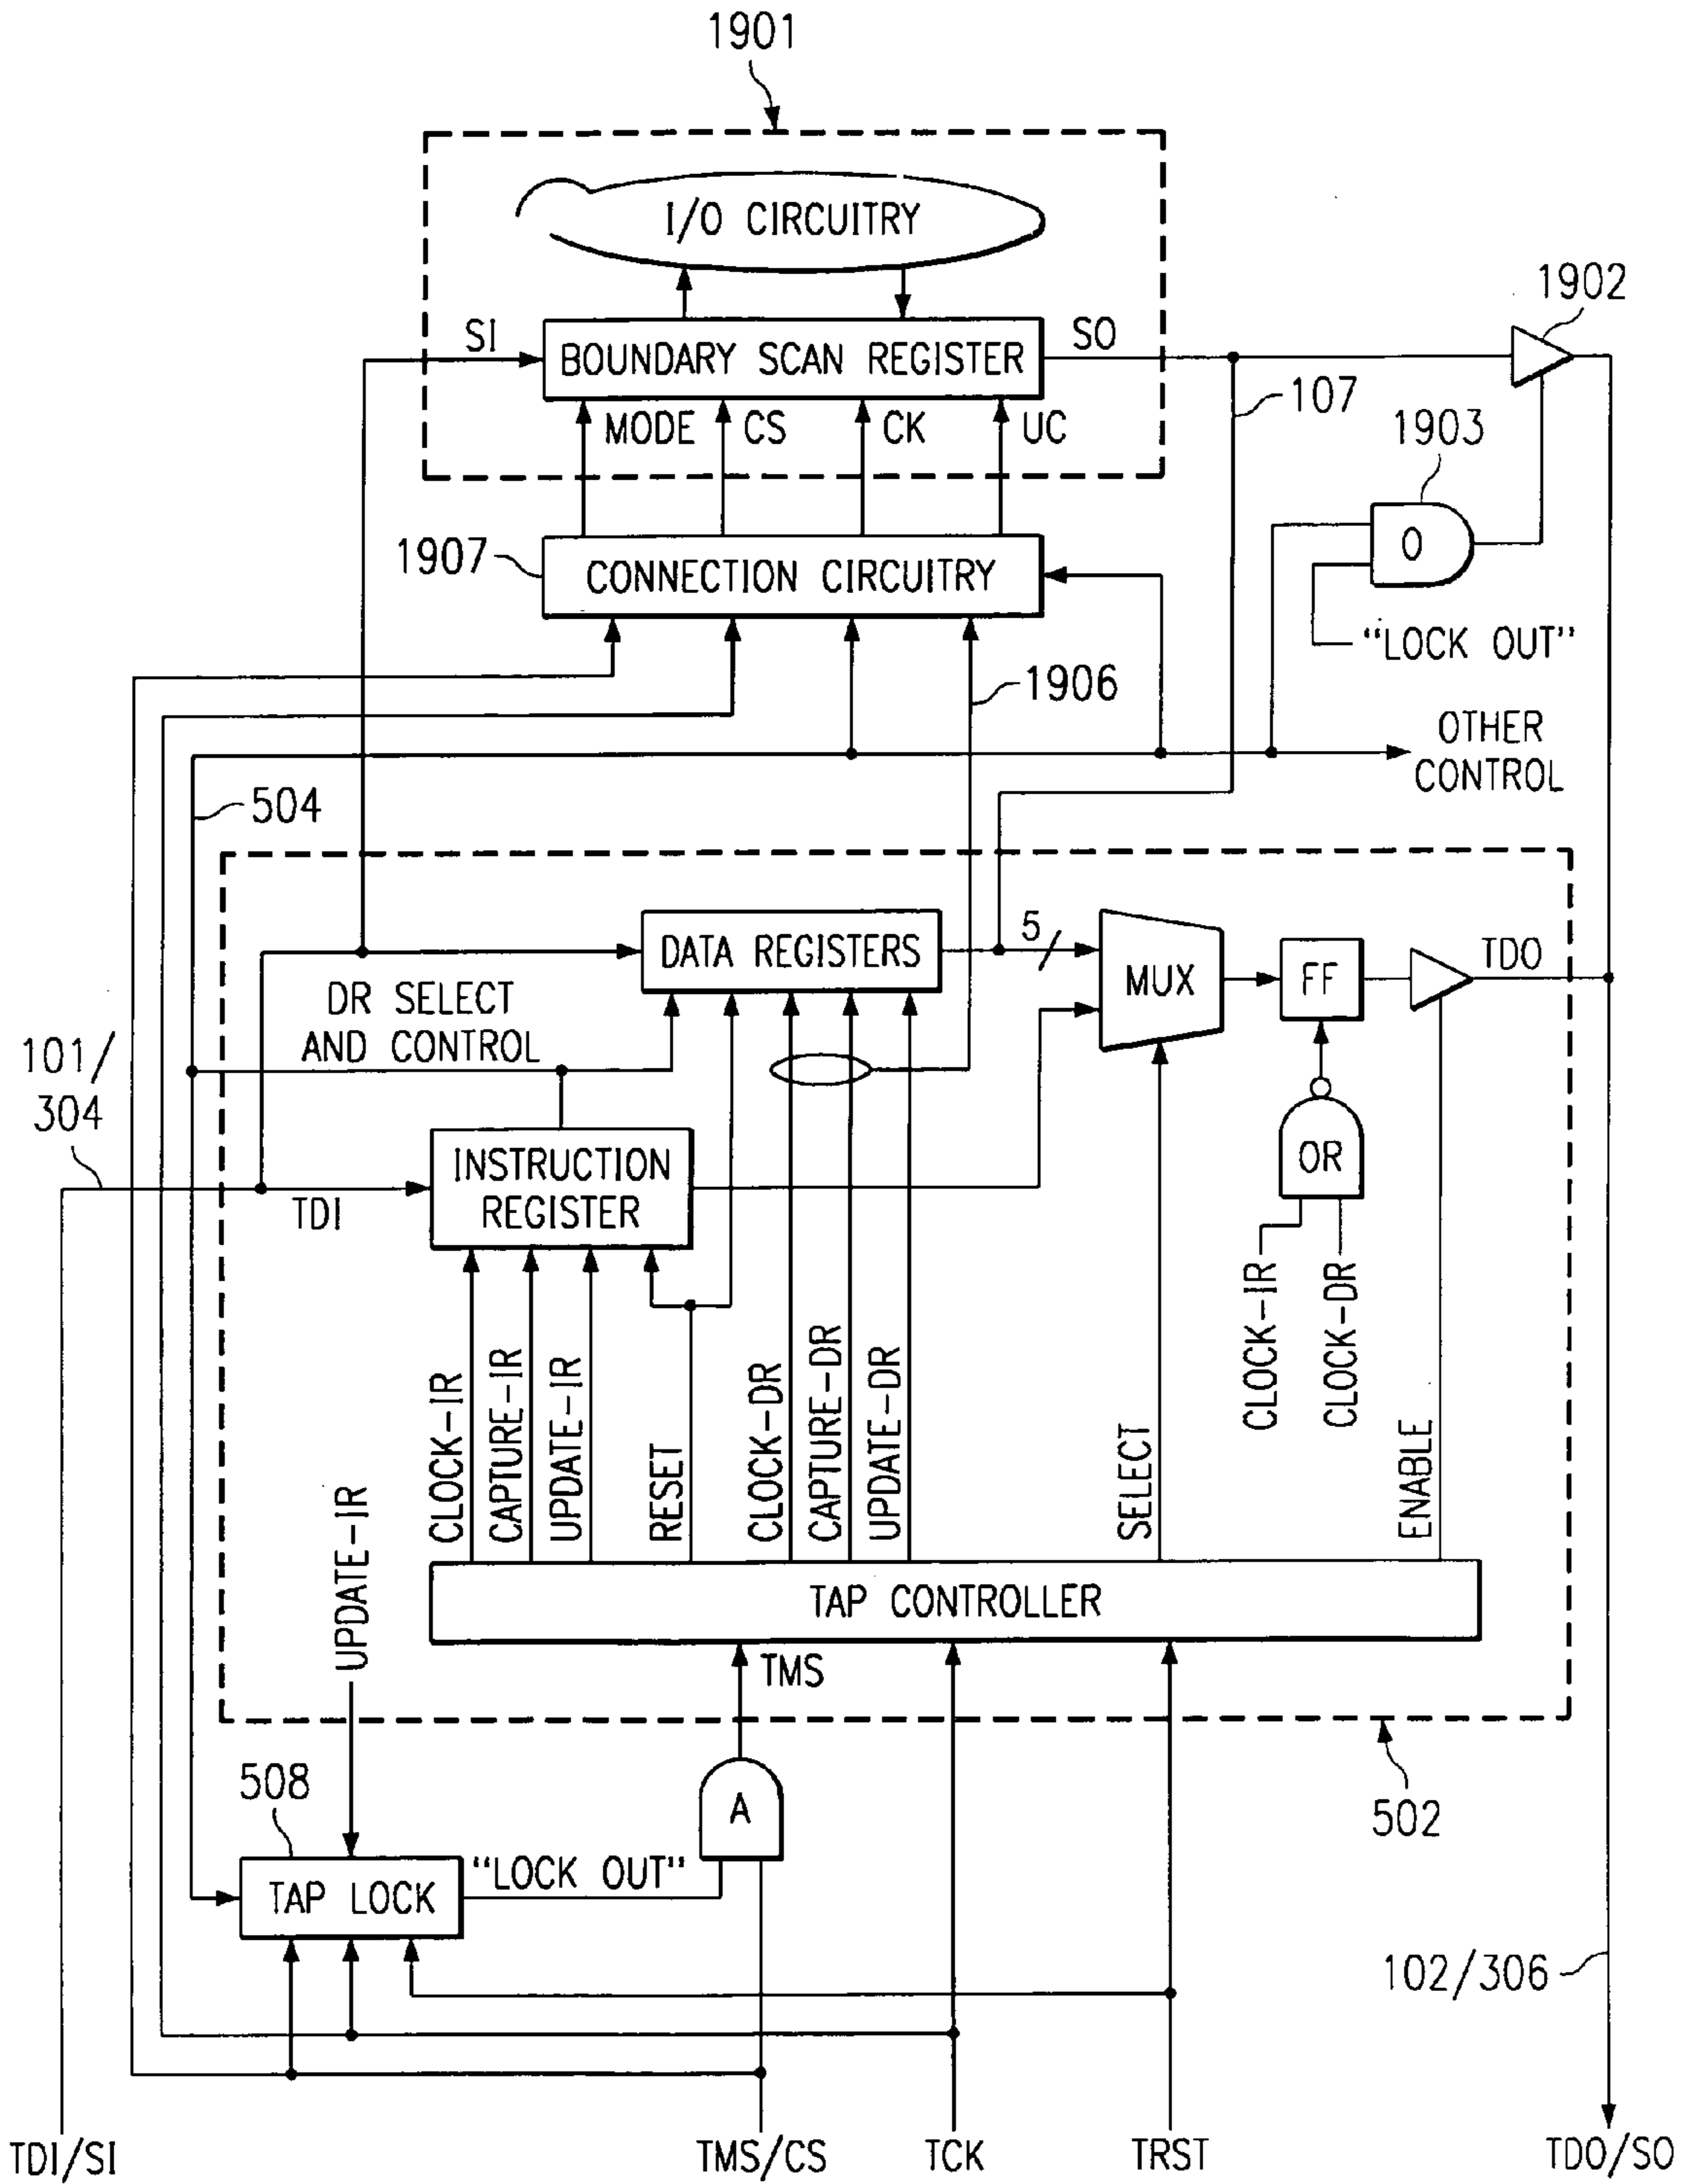 1901
I/O CIRCUITRY
1902
SI
BOUNDARY SCAN REGISTER
SO
107
MODE
CS
CK
UC
1903
O
1907
CONNECTION CIRCUITRY
"LOCK OUT"
1906
OTHER
CONTROL
504
5
DATA REGISTERS
MUX
FF
TDO
DR SELECT
AND CONTROL
101/
304
INSTRUCTION
REGISTER
OR
TDI
CLOCK-IR
CLOCK-DR
CLOCK-IR
CAPTURE-IR
UPDATE-IR
RESET
CLOCK-DR
CAPTURE-DR
UPDATE-DR
SELECT
ENABLE
UPDATE-IR
TAP CONTROLLER
TMS
508
A
502
"LOCK OUT"
TAP LOCK
102/306
TDI/SI
TMS/CS
TCK
TRST
TDO/SO